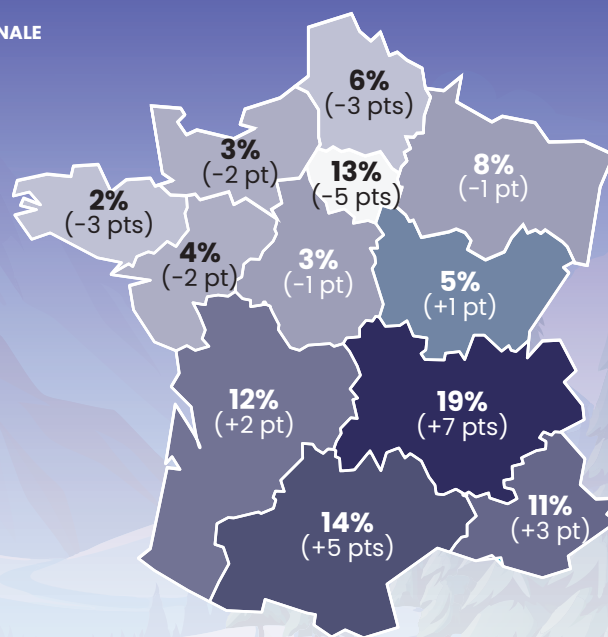 NALE
6%
(-3 pts)
3%
(-2 pt)
13%
(-5 pts)
8%
(-1 pt)
2%
(-3 pts)
4%
(-2 pt)
3%
(-1 pt)
5%
(+1 pt)
12%
(+2 pt)
19%
(+7 pts)
14%
(+5 pts)
11%
(+3 pt)